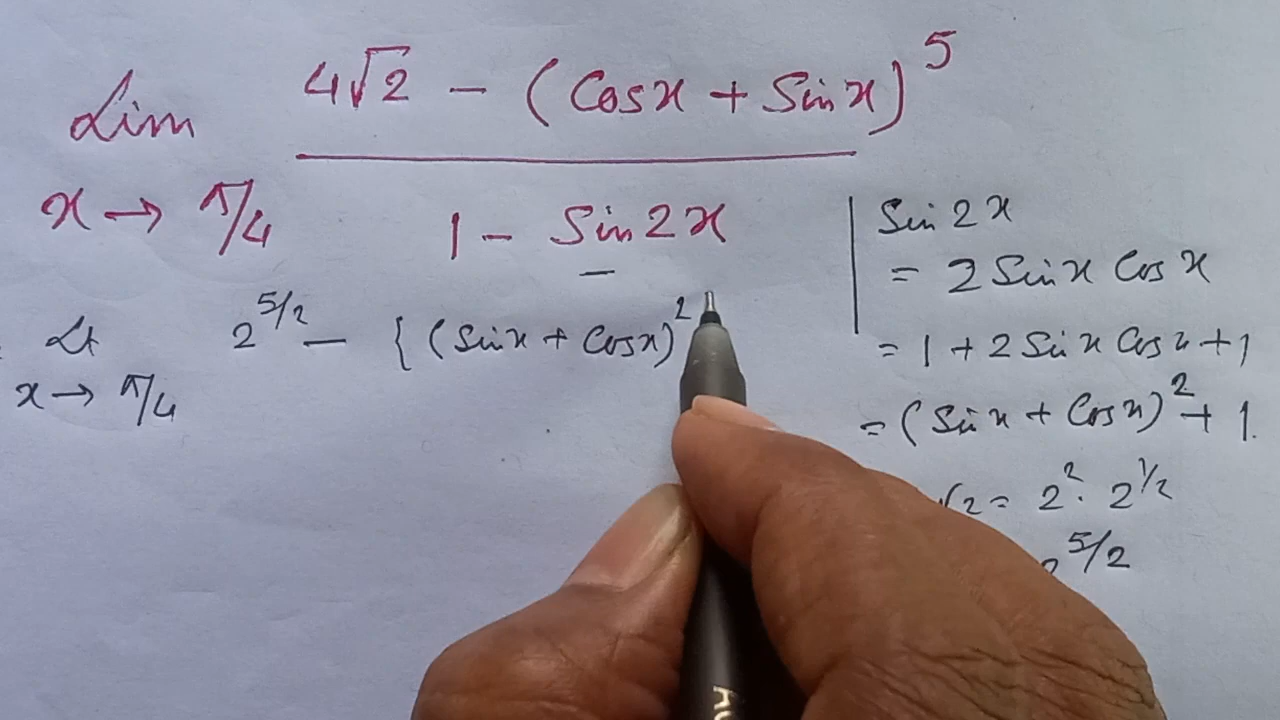 4√2 - (Cosx + Sinx)^5
Lim
x → π/4
1 - Sin2x
Sin 2x
= 2 Sinx Cosx
Lt 2^5/2 - { (Sinx + Cosx)^2
x → π/4
= 1 + 2 Sinx Cosx + 1
= (Sinx + Cosx)^2 + 1.
√2 = 2^2 . 2^1/2
2^5/2